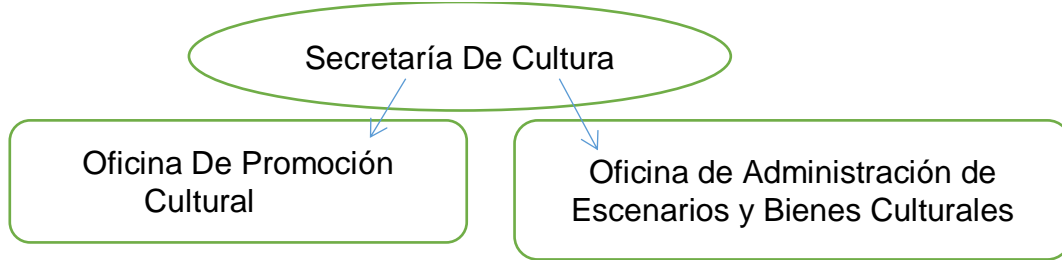 Secretaría De Cultura
Oficina De Promoción
Cultural
Oficina de Administración de
Escenarios y Bienes Culturales